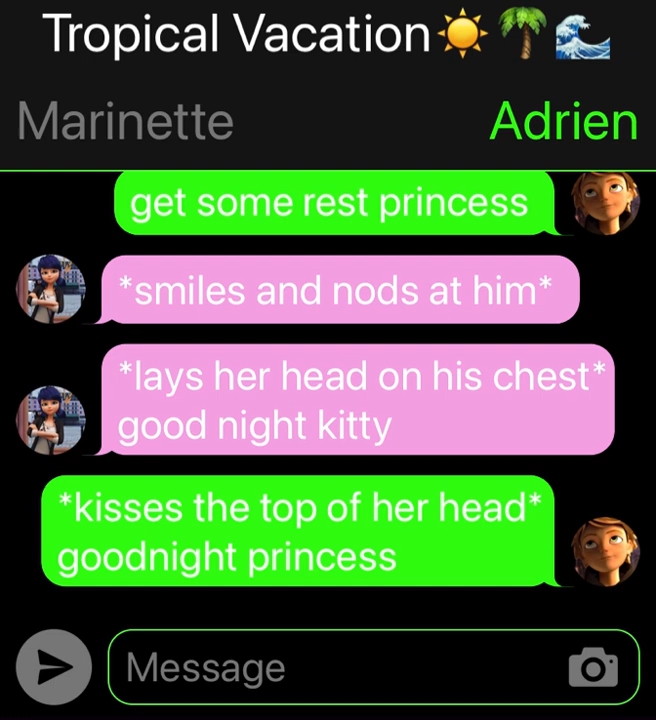 Tropical Vacation☀️🌴🌊
Marinette Adrien
get some rest princess
*smiles and nods at him*
*lays her head on his chest*
good night kitty
*kisses the top of her head*
goodnight princess
Message